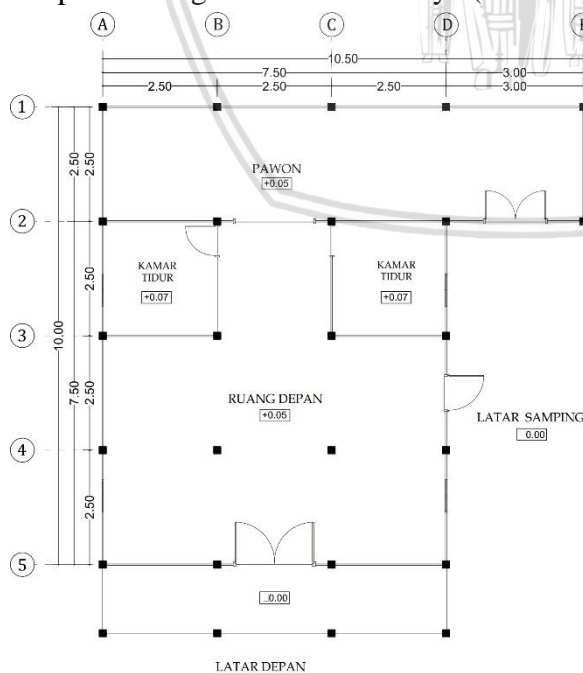 A B C D
10.50
7.50 3.00
2.50 2.50 2.50 3.00
1
2.50 2.50
PAWON
+0.05
2
KAMAR
TIDUR
+0.07
KAMAR
TIDUR
+0.07
2.50
3
10.00
7.50
2.50
RUANG DEPAN
+0.05
LATAR SAMPING
0.00
4
2.50
5
0.00
LATAR DEPAN